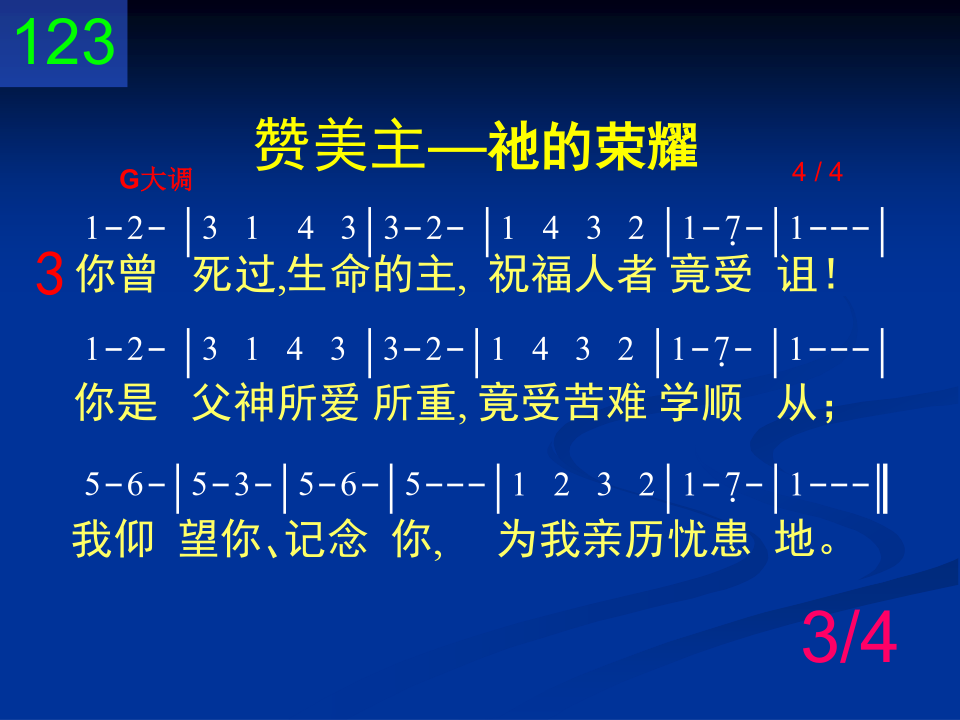 123
赞美主—祂的荣耀
G大调 4 / 4
1-2- | 3 1 4 3 | 3-2- | 1 4 3 2 | 1-7̣- | 1--- |
3 你曾 死过,生命的主, 祝福人者 竟受 诅！
1-2- | 3 1 4 3 | 3-2- | 1 4 3 2 | 1-7̣- | 1--- |
你是 父神所爱 所重, 竟受苦难 学顺 从；
5-6- | 5-3- | 5-6- | 5--- | 1 2 3 2 | 1-7̣- | 1--- ‖
我仰 望你、记念 你, 为我亲历忧患 地。
3/4